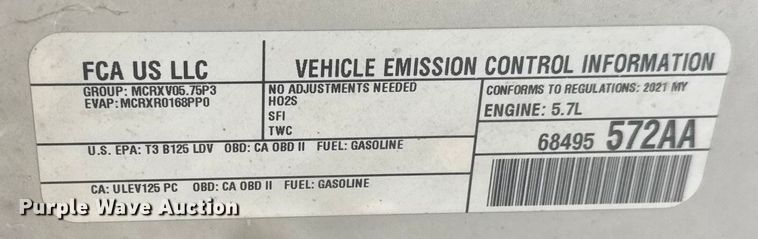 FCA US LLC
GROUP: MCRXV05.75P3
EVAP: MCRXR0168PP0
VEHICLE EMISSION CONTROL INFORMATION
NO ADJUSTMENTS NEEDED
HO2S
SFI
TWC
CONFORMS TO REGULATIONS: 2021 MY
ENGINE: 5.7L
68495 572AA
U.S. EPA: T3 B125 LDV OBD: CA OBD II FUEL: GASOLINE
CA: ULEV125 PC OBD: CA OBD II FUEL: GASOLINE
Purple Wave Auction